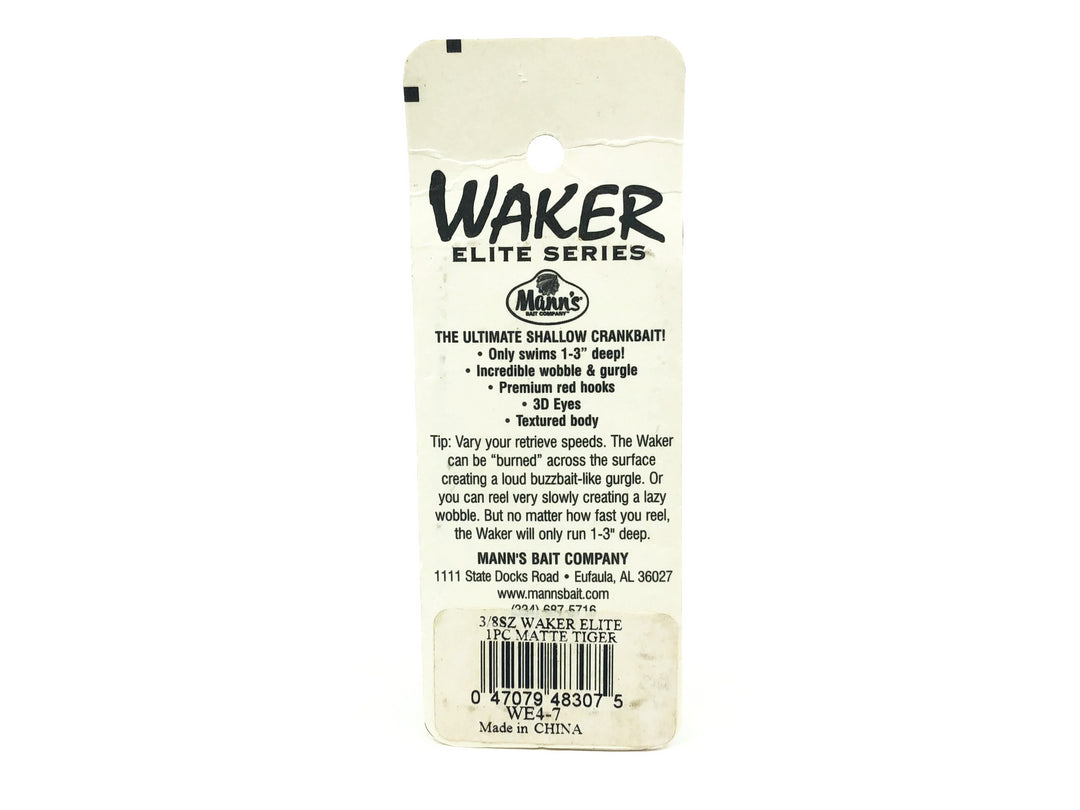 WAKER
ELITE SERIES
Mann's
BAIT COMPANY
THE ULTIMATE SHALLOW CRANKBAIT!
• Only swims 1-3” deep!
• Incredible wobble & gurgle
• Premium red hooks
• 3D Eyes
• Textured body
Tip: Vary your retrieve speeds. The Waker
can be “burned” across the surface
creating a loud buzzbait-like gurgle. Or
you can reel very slowly creating a lazy
wobble. But no matter how fast you reel,
the Waker will only run 1-3" deep.
MANN'S BAIT COMPANY
1111 State Docks Road • Eufaula, AL 36027
www.mannsbait.com
(334) 687-5716
3/8SZ WAKER ELITE
1PC MATTE TIGER
0 47079 48307 5
WE4-7
Made in CHINA